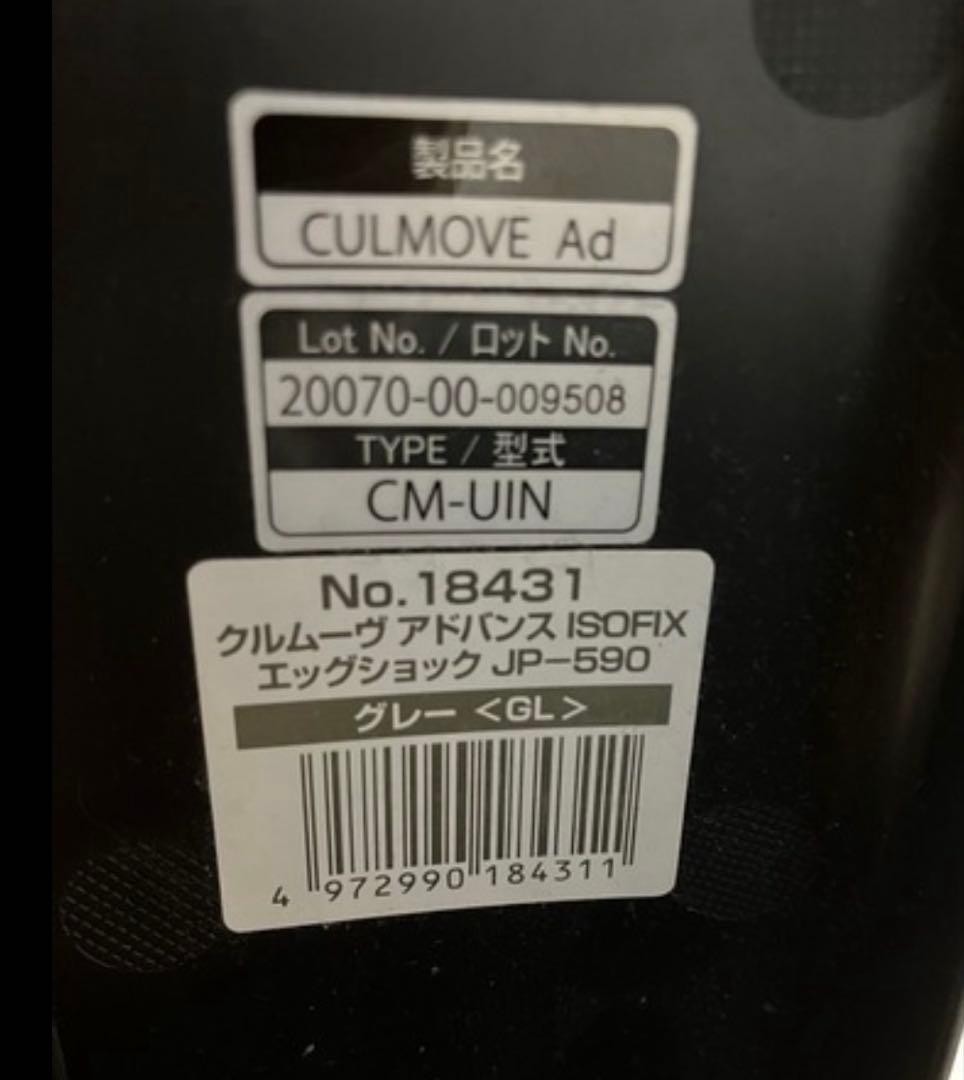 製品名
CULMOVE Ad
Lot No. / ロット No.
20070-00-009508
TYPE / 型式
CM-UIN
No.18431
クルムーヴ アドバンス ISOFIX
エッグショック JP-590
グレー <GL>
4 972990 184311